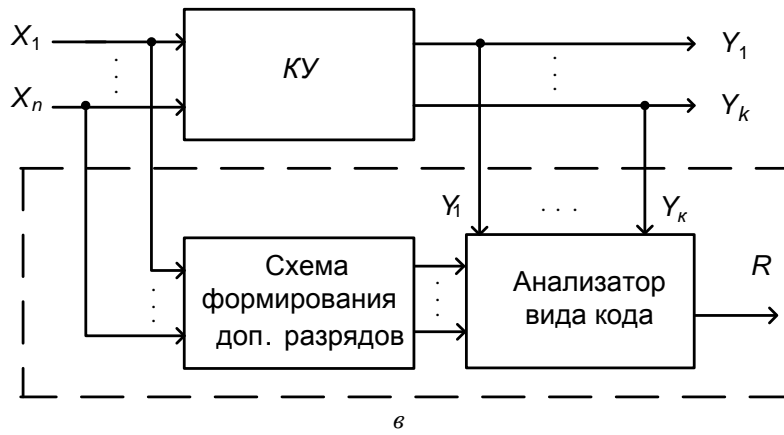 X1
КУ
Y1
. . .
. . .
Xn
Yk
Y1
. . .
Yк
Схема
формирования
доп. разрядов
. . .
. . .
Анализатор
вида кода
R
в